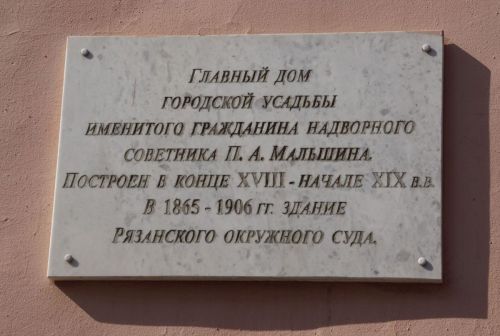 Главный дом
городской усадьбы
именитого гражданина надворного
советника П. А. Мальшина.
Построен в конце XVIII - начале XIX в.в.
В 1865 - 1906 гг. здание
Рязанского окружного суда.